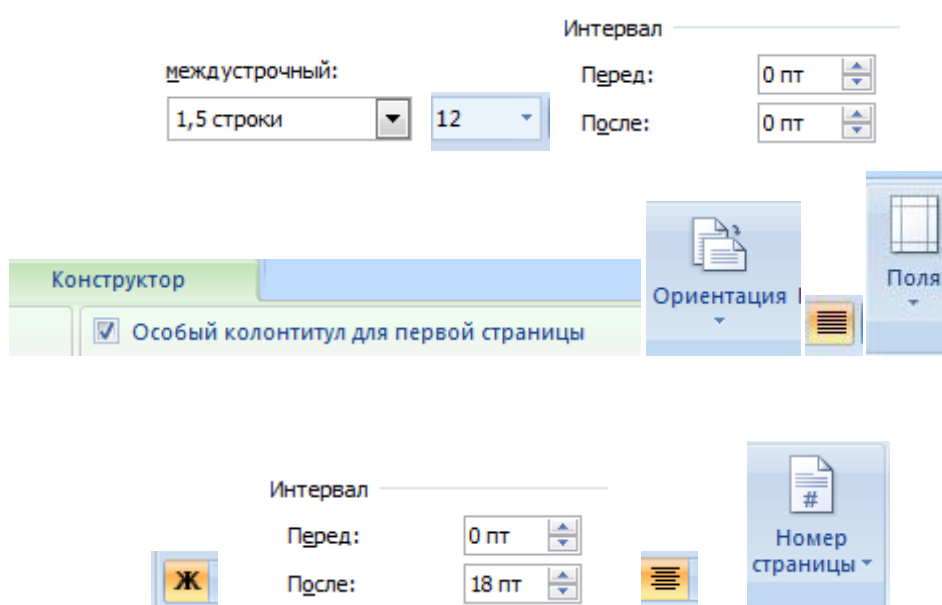 Интервал
междустрочный:
Перед:
0 пт
1,5 строки
12
После:
0 пт
Ориентация
Поля
Конструктор
Особый колонтитул для первой страницы
Интервал
Перед:
0 пт
Ж
После:
18 пт
#
Номер
страницы